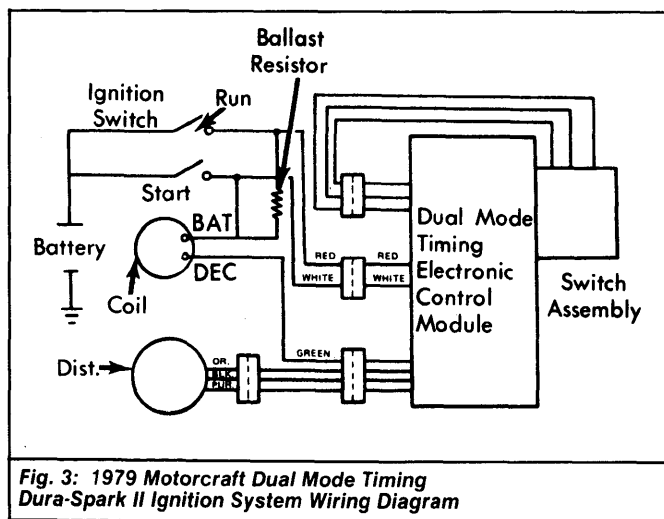 Ballast
Resistor
Ignition
Switch
Run
Start
BAT
Battery
DEC
Coil
Dual Mode
Timing
Electronic
Control
Module
Switch
Assembly
RED
RED
WHITE
WHITE
GREEN
Dist.
OR.
BLK.
PUR.
Fig. 3: 1979 Motorcraft Dual Mode Timing
Dura-Spark II Ignition System Wiring Diagram